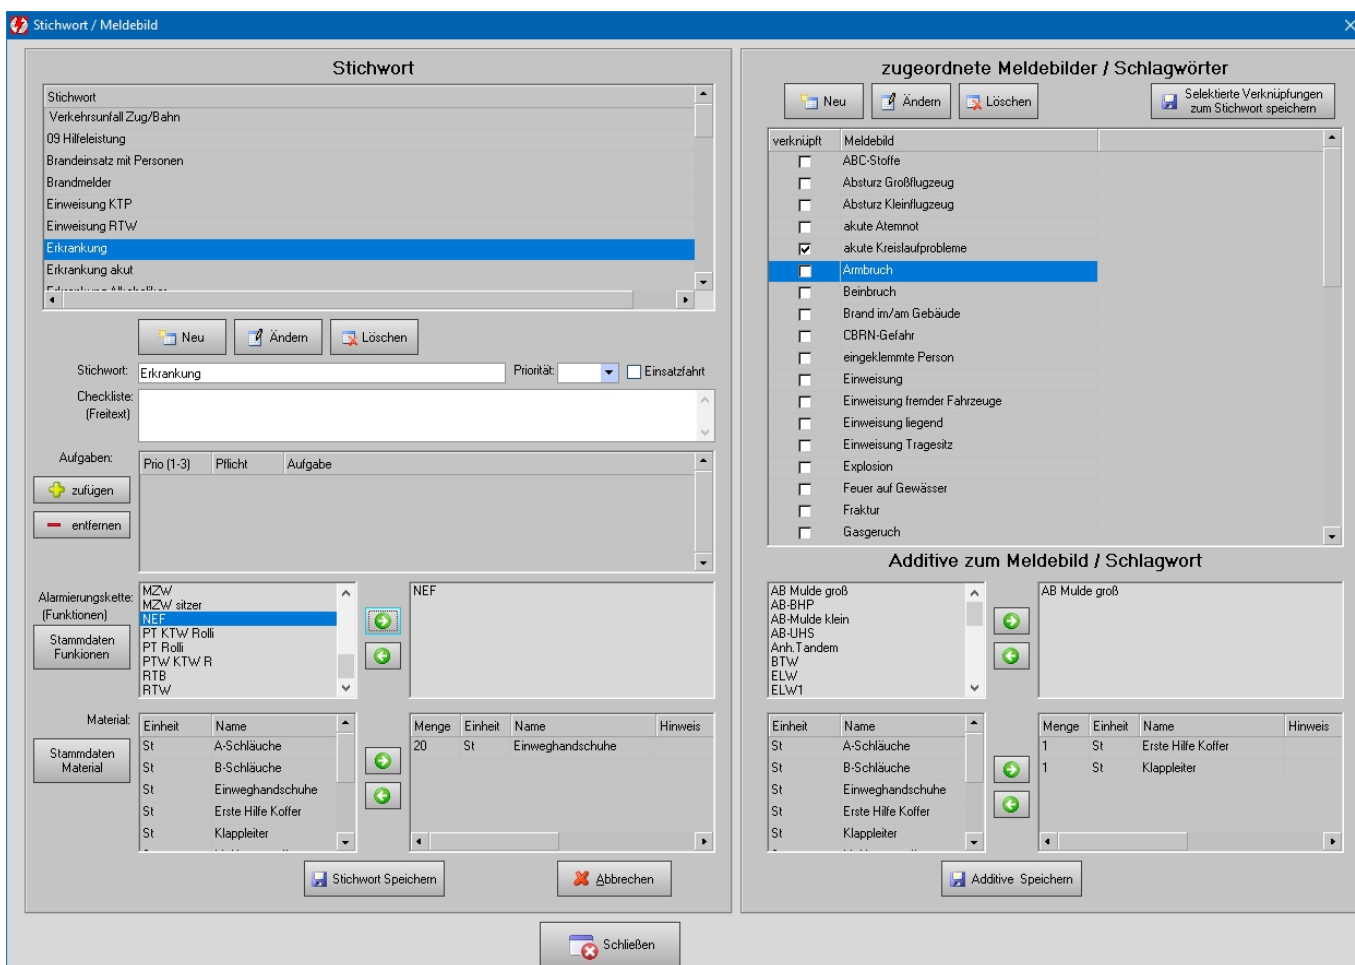 Stichwort / Meldebild
Stichwort
Stichwort
Verkehrsunfall Zug/Bahn
09 Hilfeleistung
Brandeinsatz mit Personen
Brandmelder
Einweisung KTP
Einweisung RTW
Erkrankung
Erkrankung akut
Neu
Ändern
Löschen
Stichwort: Erkrankung Priorität: Einsatzfahrt
Checkliste:
(Freitext)
Aufgaben:
Prio (1-3) Pflicht Aufgabe
zufügen
entfernen
Alarmierungskette:
(Funktionen)
Stammdaten
Funkionen
MZW
MZW sitzer
NEF
PT KTW Rolli
PT Rolli
PTW KTW R
RTB
RTW
NEF
Material:
Stammdaten
Material
Einheit Name
St A-Schläuche
St B-Schläuche
St Einweghandschuhe
St Erste Hilfe Koffer
St Klappleiter
Menge Einheit Name Hinweis
20 St Einweghandschuhe
Stichwort Speichern
Abbrechen
zugeordnete Meldebilder / Schlagwörter
Neu
Ändern
Löschen
Selektierte Verknüpfungen
zum Stichwort speichern
verknüpft Meldebild
ABC-Stoffe
Absturz Großflugzeug
Absturz Kleinflugzeug
akute Atemnot
akute Kreislaufprobleme
Armbruch
Beinbruch
Brand im/am Gebäude
CBRN-Gefahr
eingeklemmte Person
Einweisung
Einweisung fremder Fahrzeuge
Einweisung liegend
Einweisung Tragesitz
Explosion
Feuer auf Gewässer
Fraktur
Gasgeruch
Additive zum Meldebild / Schlagwort
AB Mulde groß
AB-BHP
AB-Mulde klein
AB-UHS
Anh.Tandem
BTW
ELW
ELW1
AB Mulde groß
Einheit Name
St A-Schläuche
St B-Schläuche
St Einweghandschuhe
St Erste Hilfe Koffer
St Klappleiter
Menge Einheit Name Hinweis
1 St Erste Hilfe Koffer
1 St Klappleiter
Additive Speichern
Schließen